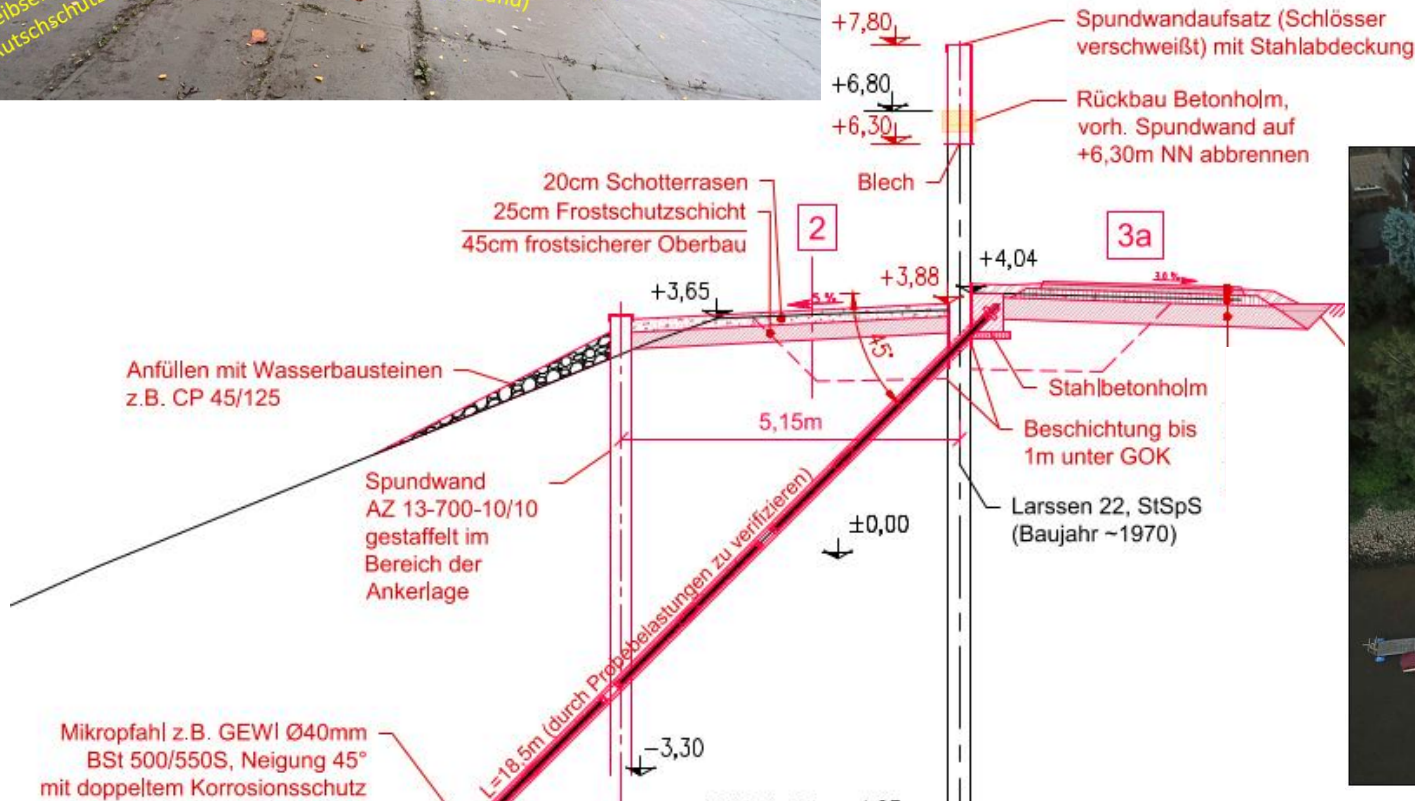 +7,80
Spundwandaufsatz (Schlösser
verschweißt) mit Stahlabdeckung
+6,80
+6,30
Rückbau Betonholm,
vorh. Spundwand auf
+6,30m NN abbrennen
Blech
20cm Schotterrasen
25cm Frostschutzschicht
45cm frostsicherer Oberbau
2
3a
+4,04
+3,88
+3,65
5 %
3.0 %
45°
Anfüllen mit Wasserbausteinen
z.B. CP 45/125
Stahlbetonholm
5,15m
Beschichtung bis
1m unter GOK
Spundwand
AZ 13-700-10/10
gestaffelt im
Bereich der
Ankerlage
Larssen 22, StSpS
(Baujahr ~1970)
±0,00
L=18,5m (durch Probebelastungen zu verifizieren)
-3,30
Mikropfahl z.B. GEWI Ø40mm
BSt 500/550S, Neigung 45°
mit doppeltem Korrosionsschutz